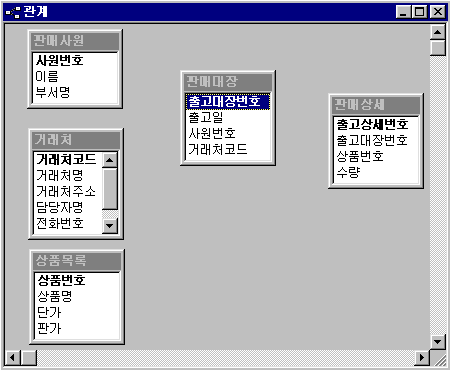 관계
판매사원
사원번호
이름
부서명
거래처
거래처코드
거래처명
거래처주소
담당자명
전화번호
상품목록
상품번호
상품명
단가
판가
판매대장
출고대장번호
출고일
사원번호
거래처코드
판매상세
출고상세번호
출고대장번호
상품번호
수량